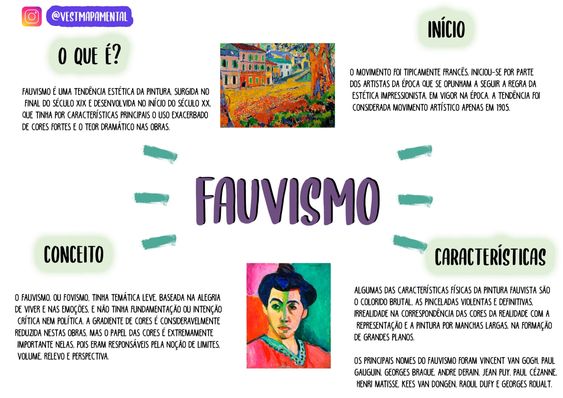 @VESTMAPAMENTAL
O QUE É?
FAUVISMO É UMA TENDÊNCIA ESTÉTICA DA PINTURA, SURGIDA NO
FINAL DO SÉCULO XIX E DESENVOLVIDA NO INÍCIO DO SÉCULO XX,
QUE TINHA POR CARACTERÍSTICAS PRINCIPAIS O USO EXACERBADO
DE CORES FORTES E O TEOR DRAMÁTICO NAS OBRAS.
INÍCIO
O MOVIMENTO FOI TIPICAMENTE FRANCÊS, INICIOU-SE POR PARTE
DOS ARTISTAS DA ÉPOCA QUE SE OPUNHAM A SEGUIR A REGRA DA
ESTÉTICA IMPRESSIONISTA, EM VIGOR NA ÉPOCA. A TENDÊNCIA FOI
CONSIDERADA MOVIMENTO ARTÍSTICO APENAS EM 1905.
FAUVISMO
CONCEITO
O FAUVISMO, OU FOVISMO, TINHA TEMÁTICA LEVE, BASEADA NA ALEGRIA
DE VIVER E NAS EMOÇÕES, E NÃO TINHA FUNDAMENTAÇÃO OU INTENÇÃO
CRÍTICA NEM POLÍTICA. A GRADIENTE DE CORES É CONSIDERAVELMENTE
REDUZIDA NESTAS OBRAS, MAS O PAPEL DAS CORES É EXTREMAMENTE
IMPORTANTE NELAS, POIS ERAM RESPONSÁVEIS PELA NOÇÃO DE LIMITES,
VOLUME, RELEVO E PERSPECTIVA.
CARACTERÍSTICAS
ALGUMAS DAS CARACTERÍSTICAS FÍSICAS DA PINTURA FAUVISTA SÃO
O COLORIDO BRUTAL, AS PINCELADAS VIOLENTAS E DEFINITIVAS,
IRREALIDADE NA CORRESPONDÊNCIA DAS CORES DA REALIDADE COM A
REPRESENTAÇÃO E A PINTURA POR MANCHAS LARGAS, NA FORMAÇÃO
DE GRANDES PLANOS.
OS PRINCIPAIS NOMES DO FAUVISMO FORAM VINCENT VAN GOGH, PAUL
GAUGUIN, GEORGES BRAQUE, ANDRE DERAIN, JEAN PUY, PAUL CÉZANNE,
HENRI MATISSE, KEES VAN DONGEN, RAOUL DUFY E GEORGES ROUALT.